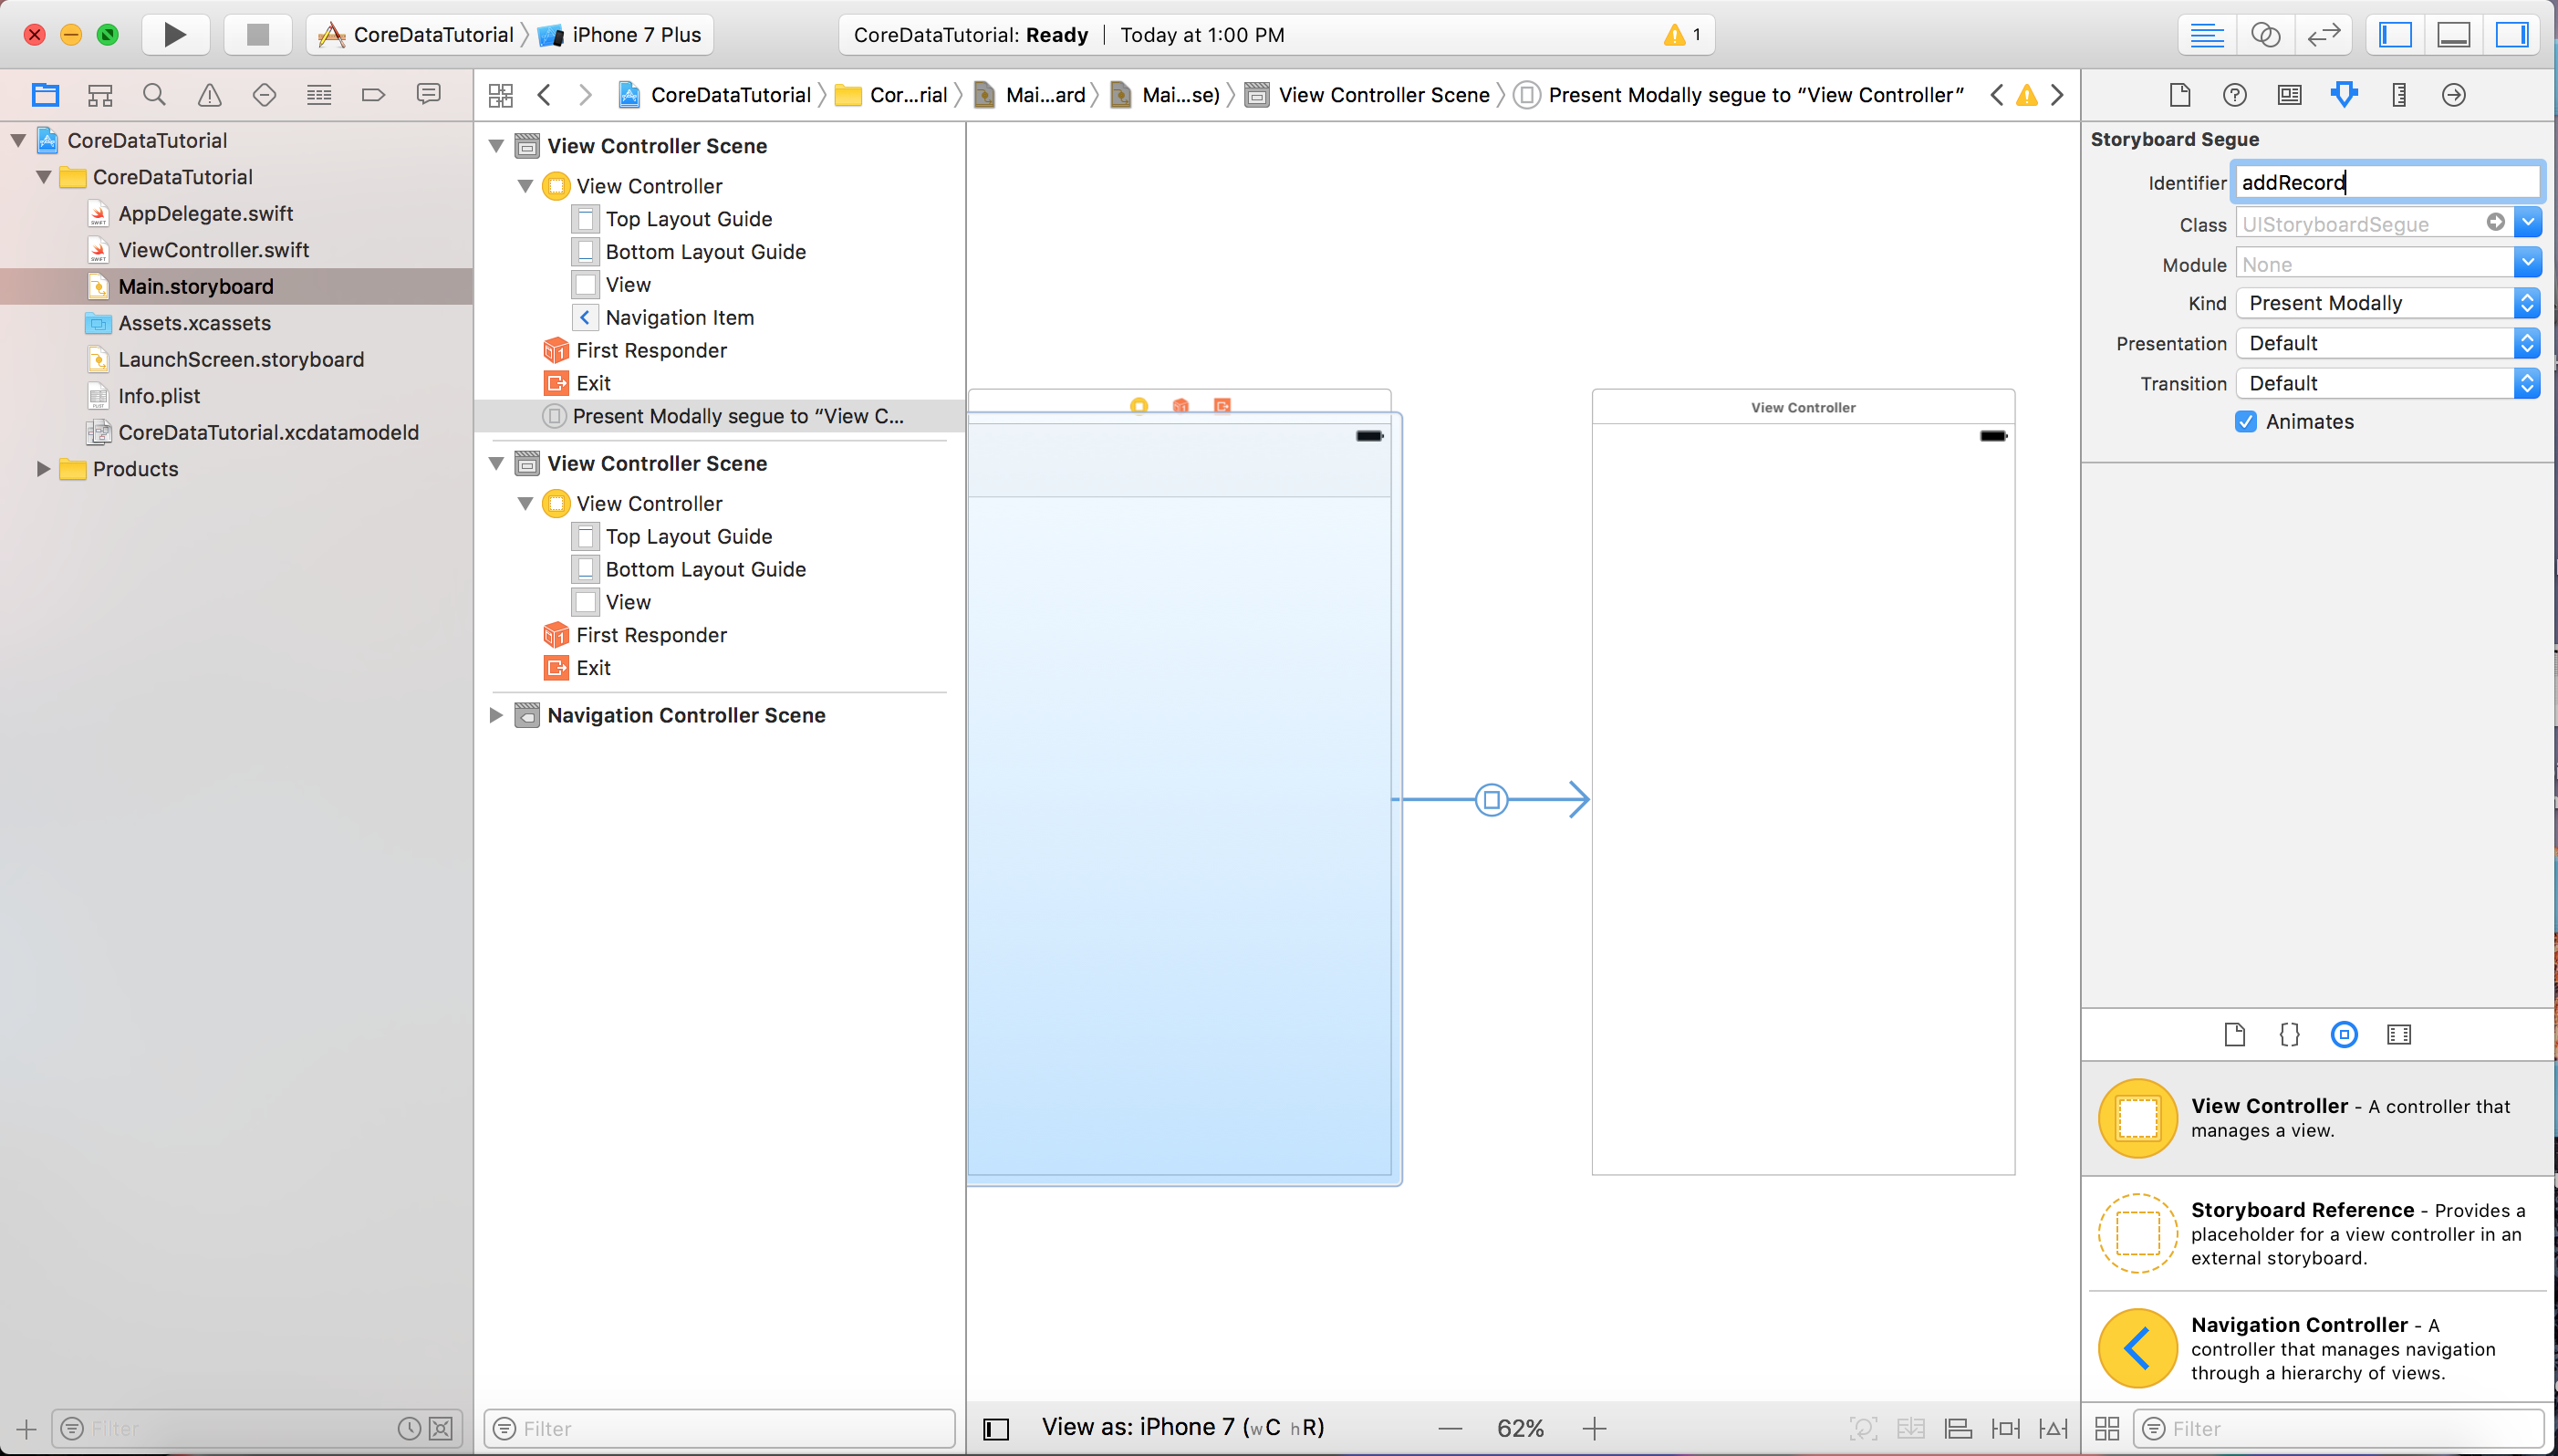 CoreDataTutorial
iPhone 7 Plus
CoreDataTutorial: Ready | Today at 1:00 PM
1
CoreDataTutorial
Cor...rial
Mai...ard
Mai...se)
View Controller Scene
Present Modally segue to “View Controller”
CoreDataTutorial
CoreDataTutorial
AppDelegate.swift
ViewController.swift
Main.storyboard
Assets.xcassets
LaunchScreen.storyboard
Info.plist
CoreDataTutorial.xcdatamodeld
Products
Filter
View Controller Scene
View Controller
Top Layout Guide
Bottom Layout Guide
View
Navigation Item
First Responder
Exit
Present Modally segue to “View C...
View Controller Scene
View Controller
Top Layout Guide
Bottom Layout Guide
View
First Responder
Exit
Navigation Controller Scene
Filter
View Controller
View as: iPhone 7 (wC hR)
62%
Storyboard Segue
Identifier addRecord
Class UIStoryboardSegue
Module None
Kind Present Modally
Presentation Default
Transition Default
Animates
View Controller - A controller that
manages a view.
Storyboard Reference - Provides a
placeholder for a view controller in an
external storyboard.
Navigation Controller - A
controller that manages navigation
through a hierarchy of views.
Filter